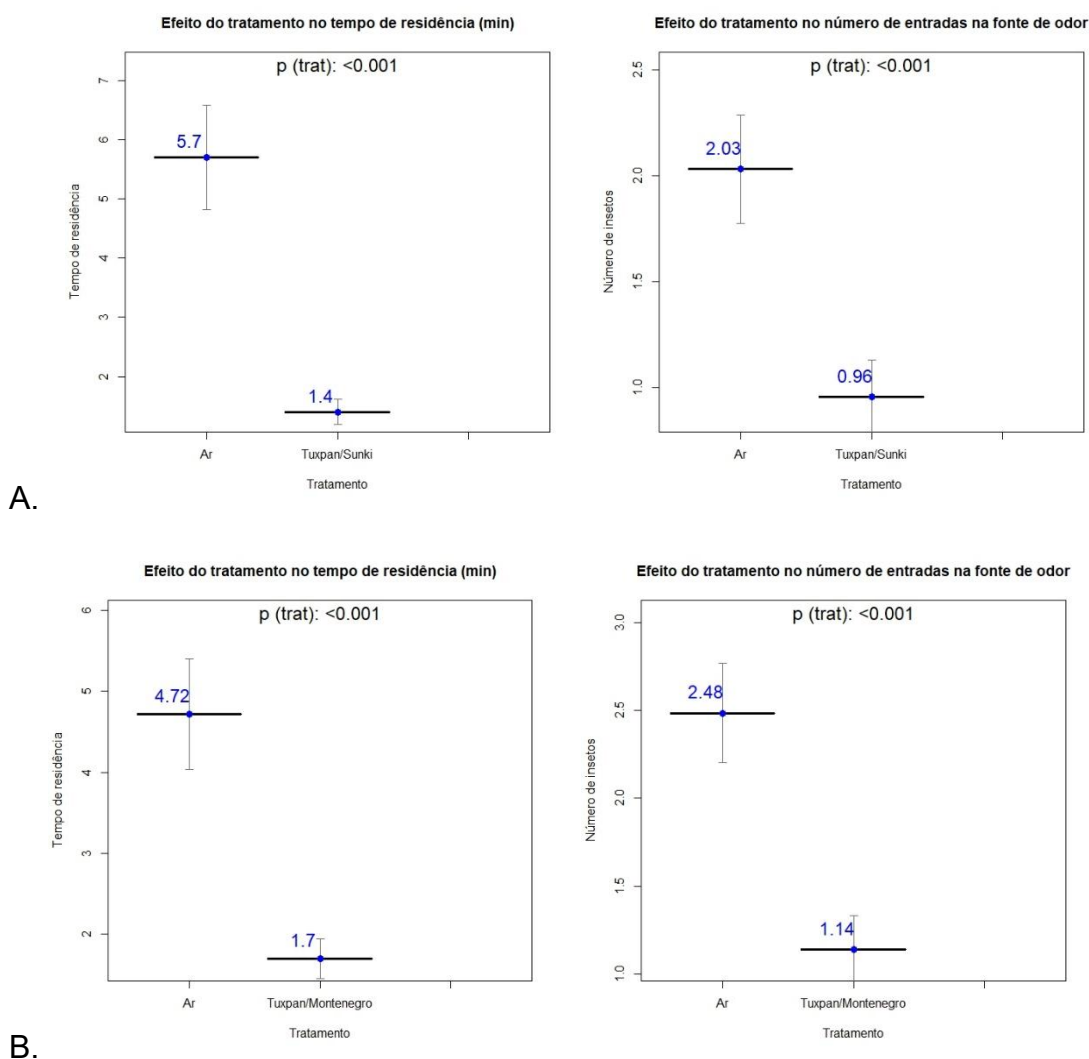 Efeito do tratamento no tempo de residência (min)
p (trat): <0.001
Tempo de residência
7
6
5
4
3
2
5.7
1.4
Ar
Tuxpan/Sunki
Tratamento
Efeito do tratamento no número de entradas na fonte de odor
p (trat): <0.001
Número de insetos
2.5
2.0
1.5
1.0
2.03
0.96
Ar
Tuxpan/Sunki
Tratamento
A.
Efeito do tratamento no tempo de residência (min)
p (trat): <0.001
Tempo de residência
6
5
4
3
2
4.72
1.7
Ar
Tuxpan/Montenegro
Tratamento
Efeito do tratamento no número de entradas na fonte de odor
p (trat): <0.001
Número de insetos
3.0
2.5
2.0
1.5
1.0
2.48
1.14
Ar
Tuxpan/Montenegro
Tratamento
B.